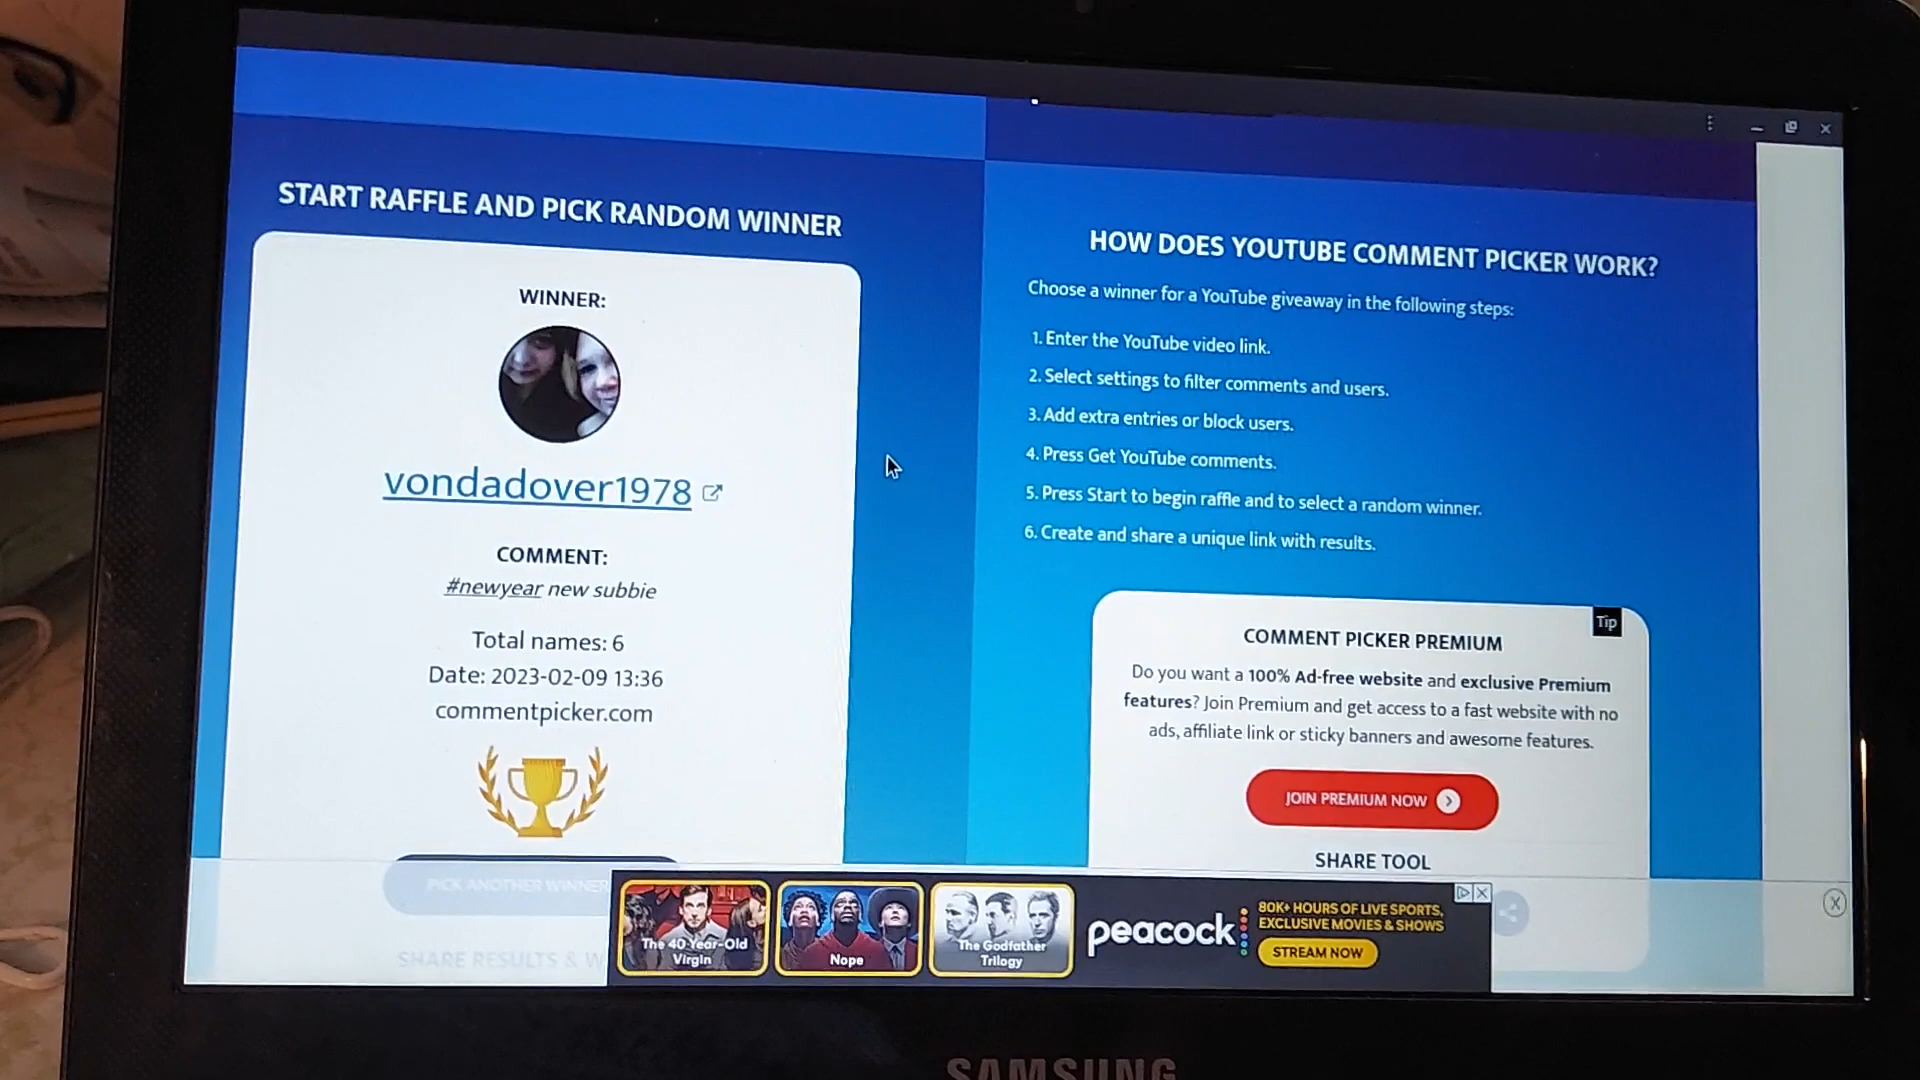 START RAFFLE AND PICK RANDOM WINNER
WINNER:
vondadover1978
COMMENT:
#newyear new subbie
Total names: 6
Date: 2023-02-09 13:36
commentpicker.com
PICK ANOTHER WINNER
SHARE RESULTS & W
HOW DOES YOUTUBE COMMENT PICKER WORK?
Choose a winner for a YouTube giveaway in the following steps:
1. Enter the YouTube video link.
2. Select settings to filter comments and users.
3. Add extra entries or block users.
4. Press Get YouTube comments.
5. Press Start to begin raffle and to select a random winner.
6. Create and share a unique link with results.
Tip
COMMENT PICKER PREMIUM
Do you want a 100% Ad-free website and exclusive Premium
features? Join Premium and get access to a fast website with no
ads, affiliate link or sticky banners and awesome features.
JOIN PREMIUM NOW
SHARE TOOL
The 40-Year-Old
Virgin
Nope
The Godfather
Trilogy
peacock
80K+ HOURS OF LIVE SPORTS,
EXCLUSIVE MOVIES & SHOWS
STREAM NOW
SAMSUNG